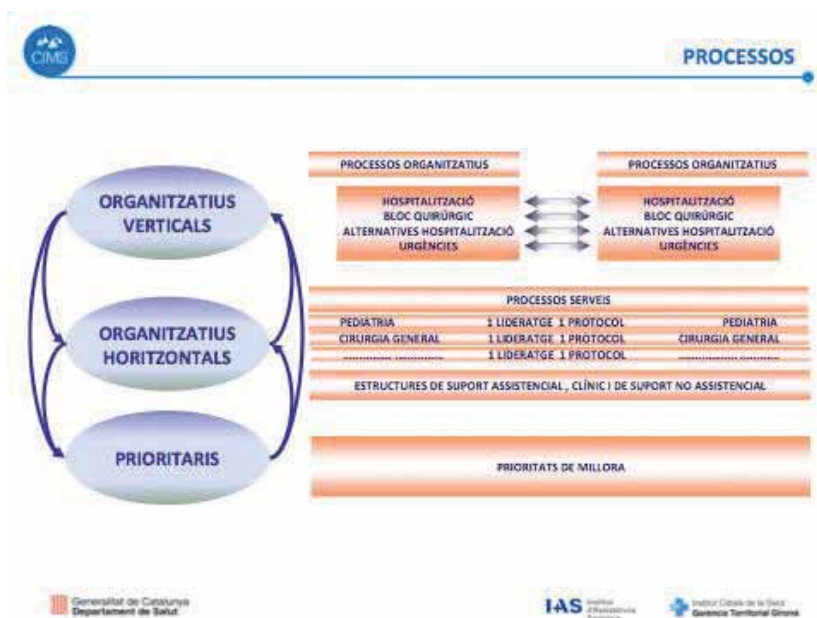 CIMS
PROCESSOS
ORGANITZATIUS
VERTICALS
ORGANITZATIUS
HORITZONTALS
PRIORITARIS
PROCESSOS ORGANITZATIUS
PROCESSOS ORGANITZATIUS
HOSPITALITZACIÓ
BLOC QUIRÚRGIC
ALTERNATIVES HOSPITALITZACIÓ
URGÈNCIES
HOSPITALITZACIÓ
BLOC QUIRÚRGIC
ALTERNATIVES HOSPITALITZACIÓ
URGÈNCIES
PROCESSOS SERVEIS
PEDIATRIA 1 LIDERATGE 1 PROTOCOL PEDIATRIA
CIRURGIA GENERAL 1 LIDERATGE 1 PROTOCOL CIRURGIA GENERAL
.............. .............. 1 LIDERATGE 1 PROTOCOL .............. ..............
ESTRUCTURES DE SUPORT ASSISTENCIAL , CLÍNIC I DE SUPORT NO ASSISTENCIAL
PRIORITATS DE MILLORA
Generalitat de Catalunya
Departament de Salut
IAS
Institut
d'Assistència
Institut Català de la Salut
Gerència Territorial Girona